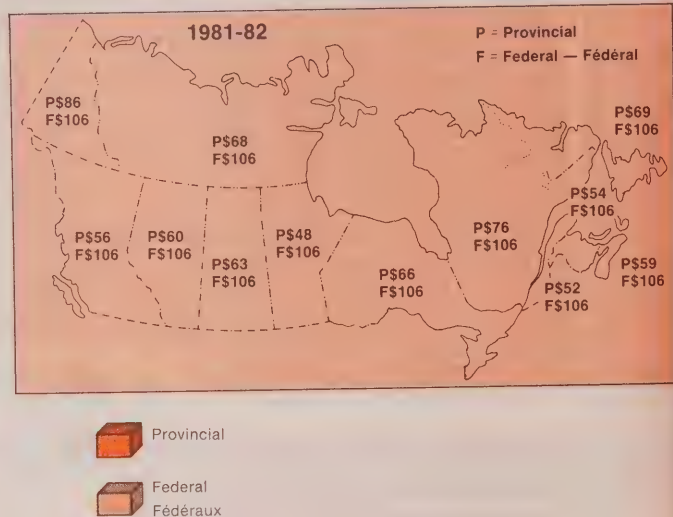 1981-82
P = Provincial
F = Federal — Fédéral
P$86
F$106
P$68
F$106
P$69
F$106
P$56
F$106
P$60
F$106
P$63
F$106
P$48
F$106
P$66
F$106
P$76
F$106
P$54
F$106
P$52
F$106
P$59
F$106
Provincial
Federal
Fédéraux